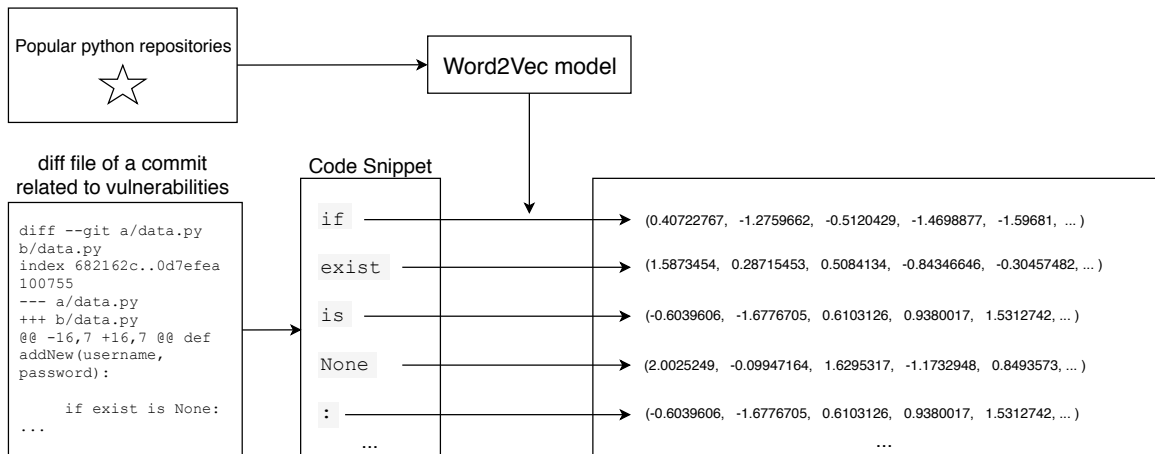 Popular python repositories
Word2Vec model
diff file of a commit
related to vulnerabilities
diff --git a/data.py
b/data.py
index 682162c..0d7efea
100755
--- a/data.py
+++ b/data.py
@@ -16,7 +16,7 @@ def
addNew(username,
password):
if exist is None:
...
Code Snippet
if
exist
is
None
:
...
(0.40722767, -1.2759662, -0.5120429, -1.4698877, -1.59681, ... )
(1.5873454, 0.28715453, 0.5084134, -0.84346646, -0.30457482, ... )
(-0.6039606, -1.6776705, 0.6103126, 0.9380017, 1.5312742, ... )
(2.0025249, -0.09947164, 1.6295317, -1.1732948, 0.8493573, ... )
(-0.6039606, -1.6776705, 0.6103126, 0.9380017, 1.5312742, ... )
...